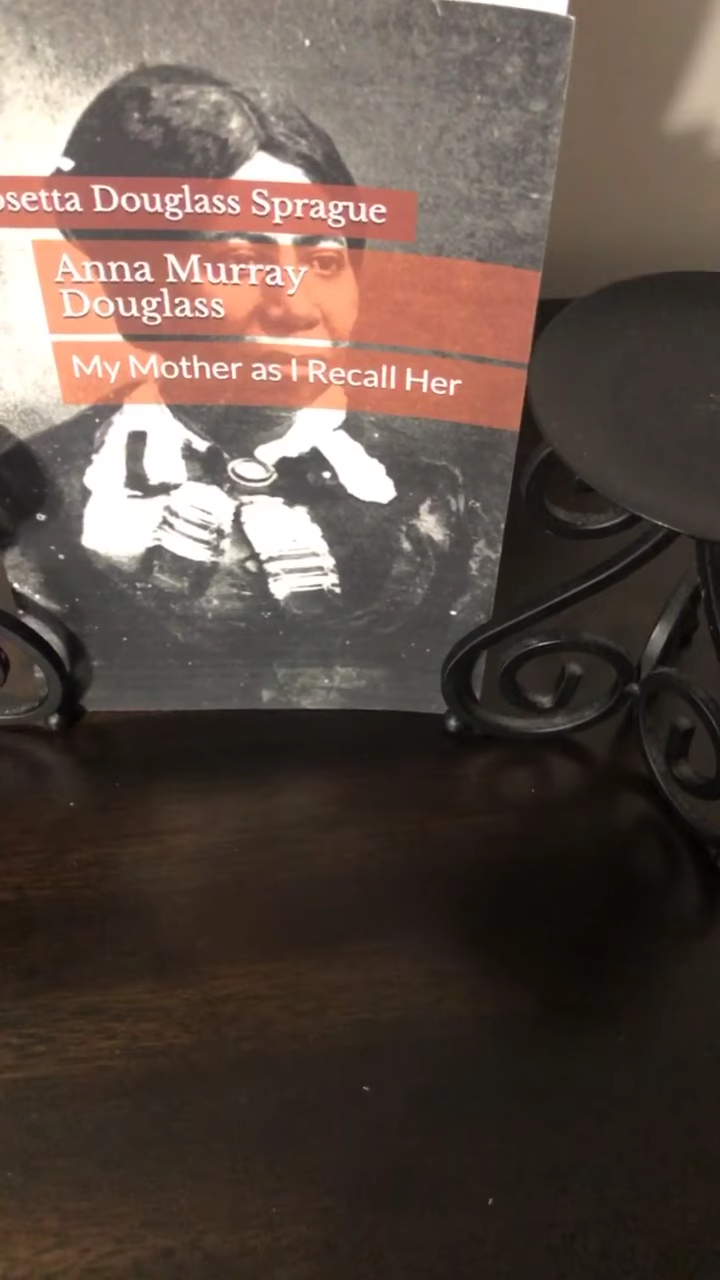 osetta Douglass Sprague
Anna Murray
Douglass
My Mother as I Recall Her